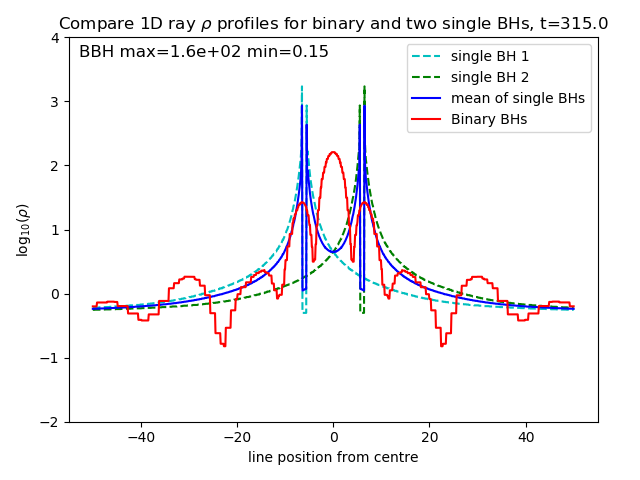 Compare 1D ray ρ profiles for binary and two single BHs, t=315.0
BBH max=1.6e+02 min=0.15
single BH 1
single BH 2
mean of single BHs
Binary BHs
log₁₀(ρ)
4
3
2
1
0
−1
−2
−40
−20
0
20
40
line position from centre